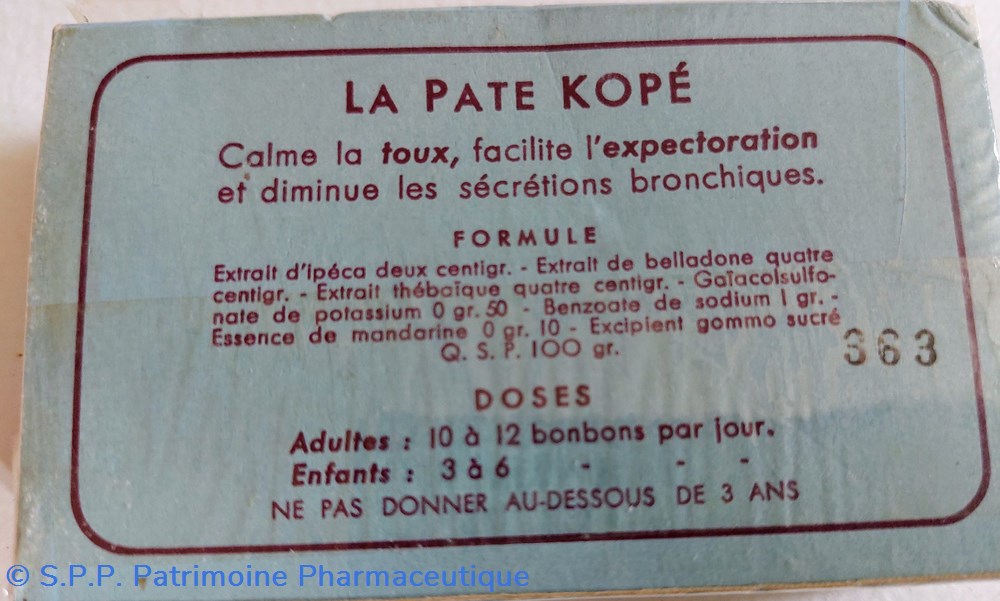 LA PATE KOPÉ
Calme la toux, facilite l'expectoration
et diminue les sécrétions bronchiques.
FORMULE
Extrait d'ipéca deux centigr. - Extrait de belladone quatre
centigr. - Extrait thébaïque quatre centigr. - Gaïacolsulfo-
nate de potassium 0 gr. 50 - Benzoate de sodium 1 gr. -
Essence de mandarine 0 gr. 10 - Excipient gommo sucré
Q. S. P. 100 gr.
363
DOSES
Adultes : 10 à 12 bonbons par jour.
Enfants : 3 à 6 - - -
NE PAS DONNER AU-DESSOUS DE 3 ANS
© S.P.P. Patrimoine Pharmaceutique